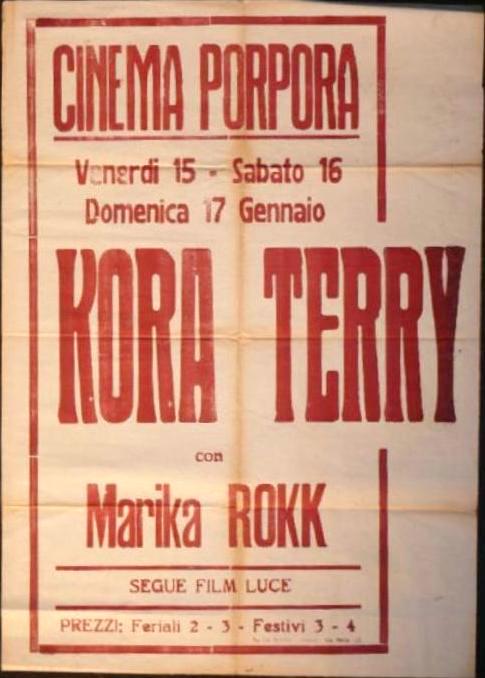 CINEMA PORPORA
Venerdi 15 - Sabato 16
Domenica 17 Gennaio
KORA TERRY
con
Marika ROKK
SEGUE FILM LUCE
PREZZI: Feriali 2 - 3 - Festivi 3 - 4